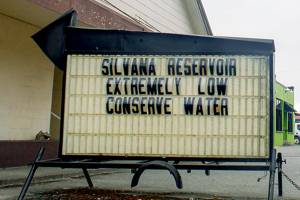 SILVANA RESERVOIR
EXTREMELY LOW
CONSERVE WATER